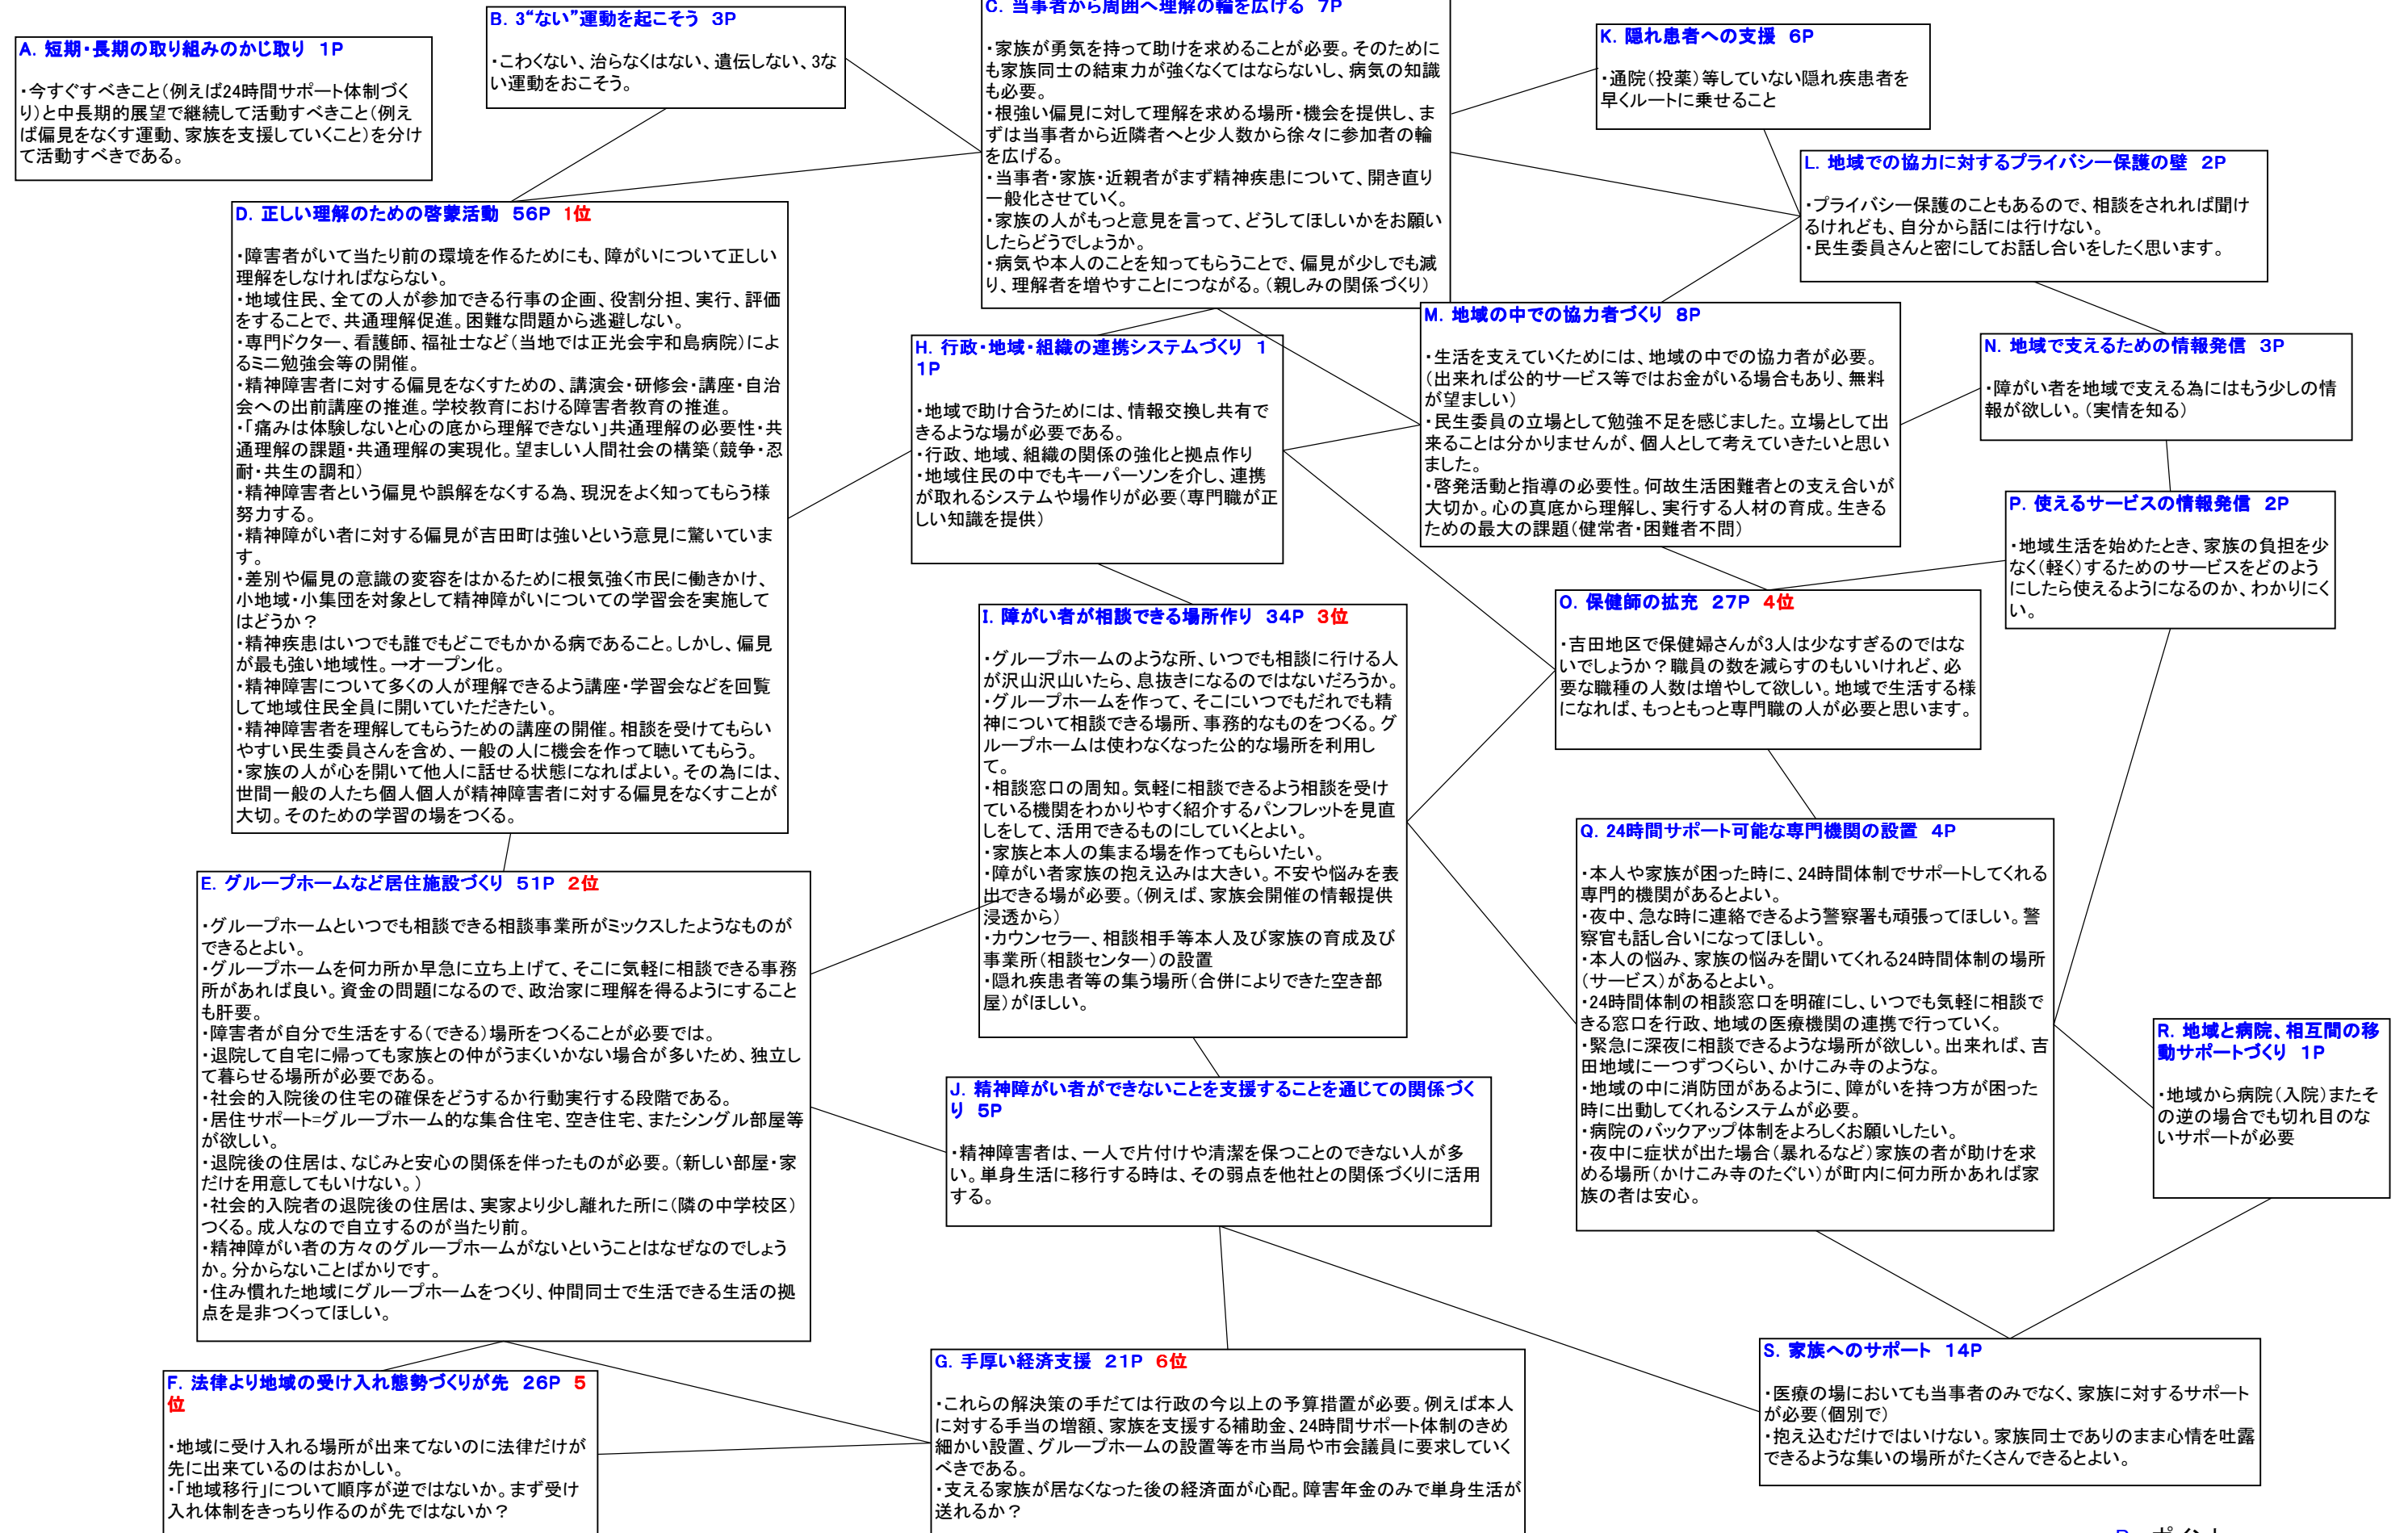 A. 短期・長期の取り組みのかじ取り 1P
・今すぐすべきこと（例えば24時間サポート体制づく
り）と中長期的展望で継続して活動すべきこと（例え
ば偏見をなくす運動、家族を支援していくこと）を分け
て活動すべきである。
B. 3“ない”運動を起こそう 3P
・こわくない、治らなくはない、遺伝しない、3な
い運動をおこそう。
C. 当事者から周囲へ理解の輪を広げる 7P
・家族が勇気を持って助けを求めることが必要。そのために
も家族同士の結束力が強くなくてはならないし、病気の知識
も必要。
・根強い偏見に対して理解を求める場所・機会を提供し、ま
ずは当事者から近隣者へと少人数から徐々に参加者の輪
を広げる。
・当事者・家族・近親者がまず精神疾患について、開き直り
一般化させていく。
・家族の人がもっと意見を言って、どうしてほしいかをお願い
したらどうでしょうか。
・病気や本人のことを知ってもらうことで、偏見が少しでも減
り、理解者を増やすことにつながる。（親しみの関係づくり）
D. 正しい理解のための啓蒙活動 56P 1位
・障害者がいて当たり前の環境を作るためにも、障がいについて正しい
理解をしなければならない。
・地域住民、全ての人が参加できる行事の企画、役割分担、実行、評価
をすることで、共通理解促進。困難な問題から逃避しない。
・専門ドクター、看護師、福祉士など（当地では正光会宇和島病院）によ
るミニ勉強会等の開催。
・精神障害者に対する偏見をなくすための、講演会・研修会・講座・自治
会への出前講座の推進。学校教育における障害者教育の推進。
・「痛みは体験しないと心の底から理解できない」共通理解の必要性・共
通理解の課題・共通理解の実現化。望ましい人間社会の構築（競争・忍
耐・共生の調和）
・精神障害者という偏見や誤解をなくする為、現況をよく知ってもらう様
努力する。
・精神障がい者に対する偏見が吉田町は強いという意見に驚いていま
す。
・差別や偏見の意識の変容をはかるために根気強く市民に働きかけ、
小地域・小集団を対象として精神障がいについての学習会を実施して
はどうか？
・精神疾患はいつでも誰でもどこでもかかる病であること。しかし、偏見
が最も強い地域性。→オープン化。
・精神障害について多くの人が理解できるよう講座・学習会などを回覧
して地域住民全員に開いていただきたい。
・精神障害者を理解してもらうための講座の開催。相談を受けてもらい
やすい民生委員さんを含め、一般の人に機会を作って聴いてもらう。
・家族の人が心を開いて他人に話せる状態になればよい。その為には、
世間一般の人たち個人個人が精神障害者に対する偏見をなくすことが
大切。そのための学習の場をつくる。
E. グループホームなど居住施設づくり 51P 2位
・グループホームといつでも相談できる相談事業所がミックスしたようなものが
できるとよい。
・グループホームを何カ所か早急に立ち上げて、そこに気軽に相談できる事務
所があれば良い。資金の問題になるので、政治家に理解を得るようにすること
も肝要。
・障害者が自分で生活をする（できる）場所をつくることが必要では。
・退院して自宅に帰っても家族との仲がうまくいかない場合が多いため、独立し
て暮らせる場所が必要である。
・社会的入院後の住宅の確保をどうするか行動実行する段階である。
・居住サポート=グループホーム的な集合住宅、空き住宅、またシングル部屋等
が欲しい。
・退院後の住居は、なじみと安心の関係を伴ったものが必要。（新しい部屋・家
だけを用意してもいけない。）
・社会的入院者の退院後の住居は、実家より少し離れた所に（隣の中学校区）
つくる。成人なので自立するのが当たり前。
・精神障がい者の方々のグループホームがないということはなぜなのでしょう
か。分からないことばかりです。
・住み慣れた地域にグループホームをつくり、仲間同士で生活できる生活の拠
点を是非つくってほしい。
F. 法律より地域の受け入れ態勢づくりが先 26P 5
位
・地域に受け入れる場所が出来てないのに法律だけが
先に出来ているのはおかしい。
・「地域移行」について順序が逆ではないか。まず受け
入れ体制をきっちり作るのが先ではないか？
G. 手厚い経済支援 21P 6位
・これらの解決策の手だては行政の今以上の予算措置が必要。例えば本人
に対する手当の増額、家族を支援する補助金、24時間サポート体制のきめ
細かい設置、グループホームの設置等を市当局や市会議員に要求していく
べきである。
・支える家族が居なくなった後の経済面が心配。障害年金のみで単身生活が
送れるか？
H. 行政・地域・組織の連携システムづくり 1
1P
・地域で助け合うためには、情報交換し共有で
きるような場が必要である。
・行政、地域、組織の関係の強化と拠点作り
・地域住民の中でもキーパーソンを介し、連携
が取れるシステムや場作りが必要（専門職が正
しい知識を提供）
I. 障がい者が相談できる場所作り 34P 3位
・グループホームのような所、いつでも相談に行ける人
が沢山沢山いたら、息抜きになるのではないだろうか。
・グループホームを作って、そこにいつでもだれでも精
神について相談できる場所、事務的なものをつくる。グ
ループホームは使わなくなった公的な場所を利用し
て。
・相談窓口の周知。気軽に相談できるよう相談を受け
ている機関をわかりやすく紹介するパンフレットを見直
しをして、活用できるものにしていくとよい。
・家族と本人の集まる場を作ってもらいたい。
・障がい者家族の抱え込みは大きい。不安や悩みを表
出できる場が必要。（例えば、家族会開催の情報提供
浸透から）
・カウンセラー、相談相手等本人及び家族の育成及び
事業所（相談センター）の設置
・隠れ疾患者等の集う場所（合併によりできた空き部
屋）がほしい。
J. 精神障がい者ができないことを支援することを通じての関係づく
り 5P
・精神障害者は、一人で片付けや清潔を保つことのできない人が多
い。単身生活に移行する時は、その弱点を他社との関係づくりに活用
する。
K. 隠れ患者への支援 6P
・通院（投薬）等していない隠れ疾患者を
早くルートに乗せること
L. 地域での協力に対するプライバシー保護の壁 2P
・プライバシー保護のこともあるので、相談をされれば聞け
るけれども、自分から話には行けない。
・民生委員さんと密にしてお話し合いをしたく思います。
M. 地域の中での協力者づくり 8P
・生活を支えていくためには、地域の中での協力者が必要。
（出来れば公的サービス等ではお金がいる場合もあり、無料
が望ましい）
・民生委員の立場として勉強不足を感じました。立場として出
来ることは分かりませんが、個人として考えていきたいと思い
ました。
・啓発活動と指導の必要性。何故生活困難者との支え合いが
大切か。心の真底から理解し、実行する人材の育成。生きる
ための最大の課題（健常者・困難者不問）
N. 地域で支えるための情報発信 3P
・障がい者を地域で支える為にはもう少しの情
報が欲しい。（実情を知る）
O. 保健師の拡充 27P 4位
・吉田地区で保健婦さんが3人は少なすぎるのではな
いでしょうか？職員の数を減らすのもいいけれど、必
要な職種の人数は増やして欲しい。地域で生活する様
になれば、もっともっと専門職の人が必要と思います。
P. 使えるサービスの情報発信 2P
・地域生活を始めたとき、家族の負担を少
なく（軽く）するためのサービスをどのよう
にしたら使えるようになるのか、わかりにく
い。
Q. 24時間サポート可能な専門機関の設置 4P
・本人や家族が困った時に、24時間体制でサポートしてくれる
専門的機関があるとよい。
・夜中、急な時に連絡できるよう警察署も頑張ってほしい。警
察官も話し合いになってほしい。
・本人の悩み、家族の悩みを聞いてくれる24時間体制の場所
（サービス）があるとよい。
・24時間体制の相談窓口を明確にし、いつでも気軽に相談で
きる窓口を行政、地域の医療機関の連携で行っていく。
・緊急に深夜に相談できるような場所が欲しい。出来れば、吉
田地域に一つずつくらい、かけこみ寺のような。
・地域の中に消防団があるように、障がいを持つ方が困った
時に出動してくれるシステムが必要。
・病院のバックアップ体制をよろしくお願いしたい。
・夜中に症状が出た場合（暴れるなど）家族の者が助けを求
める場所（かけこみ寺のたぐい）が町内に何カ所かあれば家
族の者は安心。
R. 地域と病院、相互間の移
動サポートづくり 1P
・地域から病院（入院）またそ
の逆の場合でも切れ目のな
いサポートが必要
S. 家族へのサポート 14P
・医療の場においても当事者のみでなく、家族に対するサポート
が必要（個別で）
・抱え込むだけではいけない。家族同士でありのまま心情を吐露
できるような集いの場所がたくさんできるとよい。